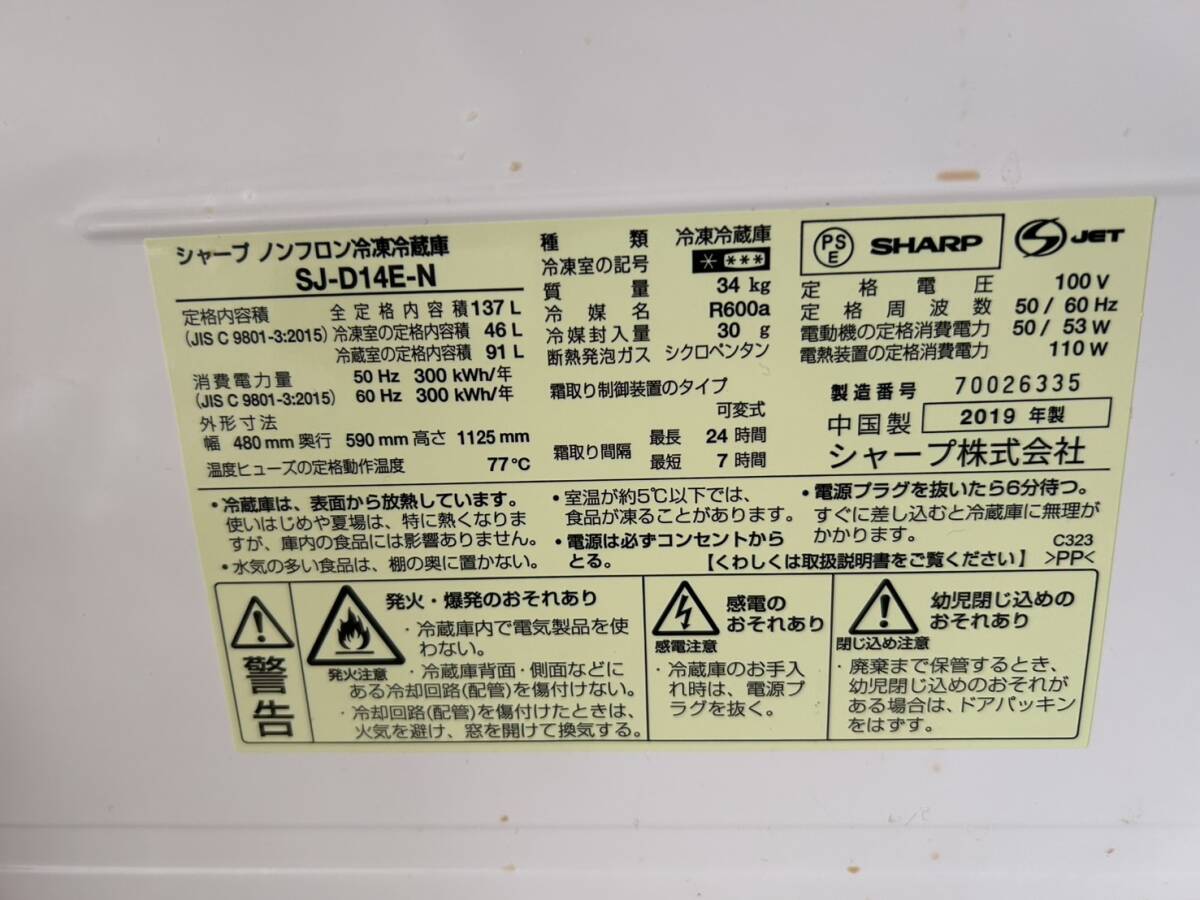 シャープ ノンフロン冷凍冷蔵庫
SJ-D14E-N
定格内容積 全定格内容積 137 L
(JIS C 9801-3:2015) 冷凍室の定格内容積 46 L
冷蔵室の定格内容積 91 L
消費電力量 50 Hz 300 kWh/年
(JIS C 9801-3:2015) 60 Hz 300 kWh/年
外形寸法
幅 480 mm 奥行 590 mm 高さ 1125 mm
温度ヒューズの定格動作温度 77℃
種類 冷凍冷蔵庫
冷凍室の記号 * ***
質量 34 kg
冷媒名 R600a
冷媒封入量 30 g
断熱発泡ガス シクロペンタン
霜取り制御装置のタイプ
可変式
霜取り間隔 最長 24 時間
最短 7 時間
PSE SHARP JET
定格電圧 100 V
定格周波数 50 / 60 Hz
電動機の定格消費電力 50 / 53 W
電熱装置の定格消費電力 110 W
製造番号 70026335
中国製 2019 年製
シャープ株式会社
・冷蔵庫は、表面から放熱しています。
使いはじめや夏場は、特に熱くなりま
すが、庫内の食品には影響ありません。
・水気の多い食品は、棚の奥に置かない。
・室温が約5℃以下では、
食品が凍ることがあります。
・電源は必ずコンセントから
とる。
・電源プラグを抜いたら6分待つ。
すぐに差し込むと冷蔵庫に無理が
かかります。
C323
【くわしくは取扱説明書をご覧ください】 >PP<
警告
発火注意
発火・爆発のおそれあり
・冷蔵庫内で電気製品を使
わない。
・冷蔵庫背面・側面などに
ある冷却回路(配管)を傷付けない。
・冷却回路(配管)を傷付けたときは、
火気を避け、窓を開けて換気する。
感電注意
感電の
おそれあり
・冷蔵庫のお手入
れ時は、電源プ
ラグを抜く。
閉じ込め注意
幼児閉じ込めの
おそれあり
・廃棄まで保管するとき、
幼児閉じ込めのおそれが
ある場合は、ドアパッキン
をはずす。